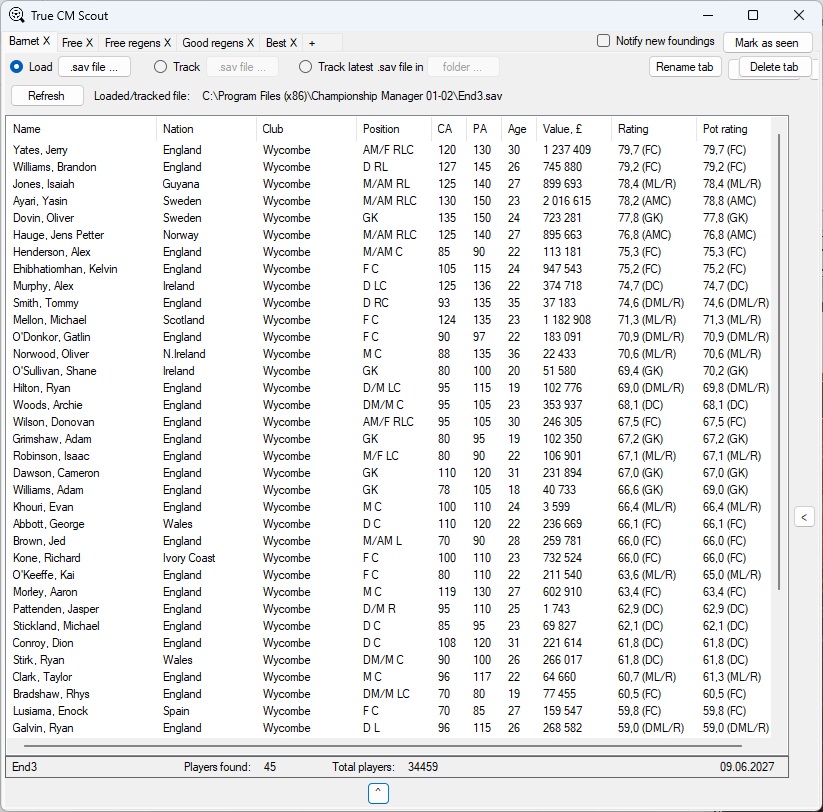 True CM Scout
Barnet X Free X Free regens X Good regens X Best X + Notify new foundings Mark as seen
Load .sav file ... Track .sav file ... Track latest .sav file in folder ... Rename tab Delete tab
Refresh Loaded/tracked file: C:\Program Files (x86)\Championship Manager 01-02\End3.sav
Name Nation Club Position CA PA Age Value, £ Rating Pot rating
Yates, Jerry England Wycombe AM/F RLC 120 130 30 1 237 409 79,7 (FC) 79,7 (FC)
Williams, Brandon England Wycombe D RL 127 145 26 745 880 79,2 (FC) 79,2 (FC)
Jones, Isaiah Guyana Wycombe M/AM RL 125 140 27 899 693 78,4 (ML/R) 78,4 (ML/R)
Ayari, Yasin Sweden Wycombe M/AM RLC 130 150 23 2 016 615 78,2 (AMC) 78,8 (AMC)
Dovin, Oliver Sweden Wycombe GK 135 150 24 723 281 77,8 (GK) 77,8 (GK)
Hauge, Jens Petter Norway Wycombe M/AM RLC 125 140 27 895 663 76,8 (AMC) 76,8 (AMC)
Henderson, Alex England Wycombe M/AM C 85 90 22 113 181 75,3 (FC) 75,3 (FC)
Ehibhatiomhan, Kelvin England Wycombe F C 105 115 24 947 543 75,2 (FC) 75,2 (FC)
Murphy, Alex Ireland Wycombe D LC 125 136 22 374 718 74,7 (DC) 74,7 (DC)
Smith, Tommy England Wycombe D RC 93 135 35 37 183 74,6 (DML/R) 74,6 (DML/R)
Mellon, Michael Scotland Wycombe F C 124 135 23 1 182 908 71,3 (ML/R) 71,3 (ML/R)
O'Donkor, Gatlin England Wycombe F C 90 97 22 183 091 70,9 (DML/R) 70,9 (DML/R)
Norwood, Oliver N.Ireland Wycombe M C 88 135 36 22 433 70,6 (ML/R) 70,6 (ML/R)
O'Sullivan, Shane Ireland Wycombe GK 80 100 20 51 580 69,4 (GK) 70,2 (GK)
Hilton, Ryan England Wycombe D/M LC 95 115 19 102 776 69,0 (DML/R) 69,8 (DML/R)
Woods, Archie England Wycombe DM/M C 95 105 23 353 937 68,1 (DC) 68,1 (DC)
Wilson, Donovan England Wycombe AM/F RLC 95 105 30 246 305 67,5 (FC) 67,5 (FC)
Grimshaw, Adam England Wycombe GK 80 95 19 102 350 67,2 (GK) 67,2 (GK)
Robinson, Isaac England Wycombe M/F LC 80 90 22 106 901 67,1 (ML/R) 67,1 (ML/R)
Dawson, Cameron England Wycombe GK 110 120 31 231 894 67,0 (GK) 67,0 (GK)
Williams, Adam England Wycombe GK 78 105 18 40 733 66,6 (GK) 69,0 (GK)
Khouri, Evan England Wycombe M C 100 110 24 3 599 66,4 (ML/R) 66,4 (ML/R)
Abbott, George Wales Wycombe D C 110 120 22 236 669 66,1 (FC) 66,1 (FC)
Brown, Jed England Wycombe M/AM L 70 90 28 259 781 66,0 (FC) 66,0 (FC)
Kone, Richard Ivory Coast Wycombe F C 100 110 23 732 524 66,0 (FC) 66,0 (FC)
O'Keeffe, Kai England Wycombe F C 80 110 22 211 540 63,6 (ML/R) 65,0 (ML/R)
Morley, Aaron England Wycombe M C 119 130 27 602 910 63,4 (FC) 63,4 (FC)
Pattenden, Jasper England Wycombe D/M R 95 110 25 1 743 62,9 (DC) 62,9 (DC)
Stickland, Michael England Wycombe D C 85 95 23 69 827 62,1 (DC) 62,1 (DC)
Conroy, Dion England Wycombe D C 108 120 31 221 614 61,8 (DC) 61,8 (DC)
Stirk, Ryan Wales Wycombe DM/M C 90 100 26 266 017 61,8 (DC) 61,8 (DC)
Clark, Taylor England Wycombe M C 96 117 22 64 660 60,7 (ML/R) 61,3 (ML/R)
Bradshaw, Rhys England Wycombe DM/M LC 70 80 19 77 455 60,5 (FC) 60,5 (FC)
Lusiama, Enock Spain Wycombe F C 70 85 27 159 547 59,8 (FC) 59,8 (FC)
Galvin, Ryan England Wycombe D L 96 115 26 268 582 59,0 (DML/R) 59,0 (DML/R)
<
End3 Players found: 45 Total players: 34459 09.06.2027
^